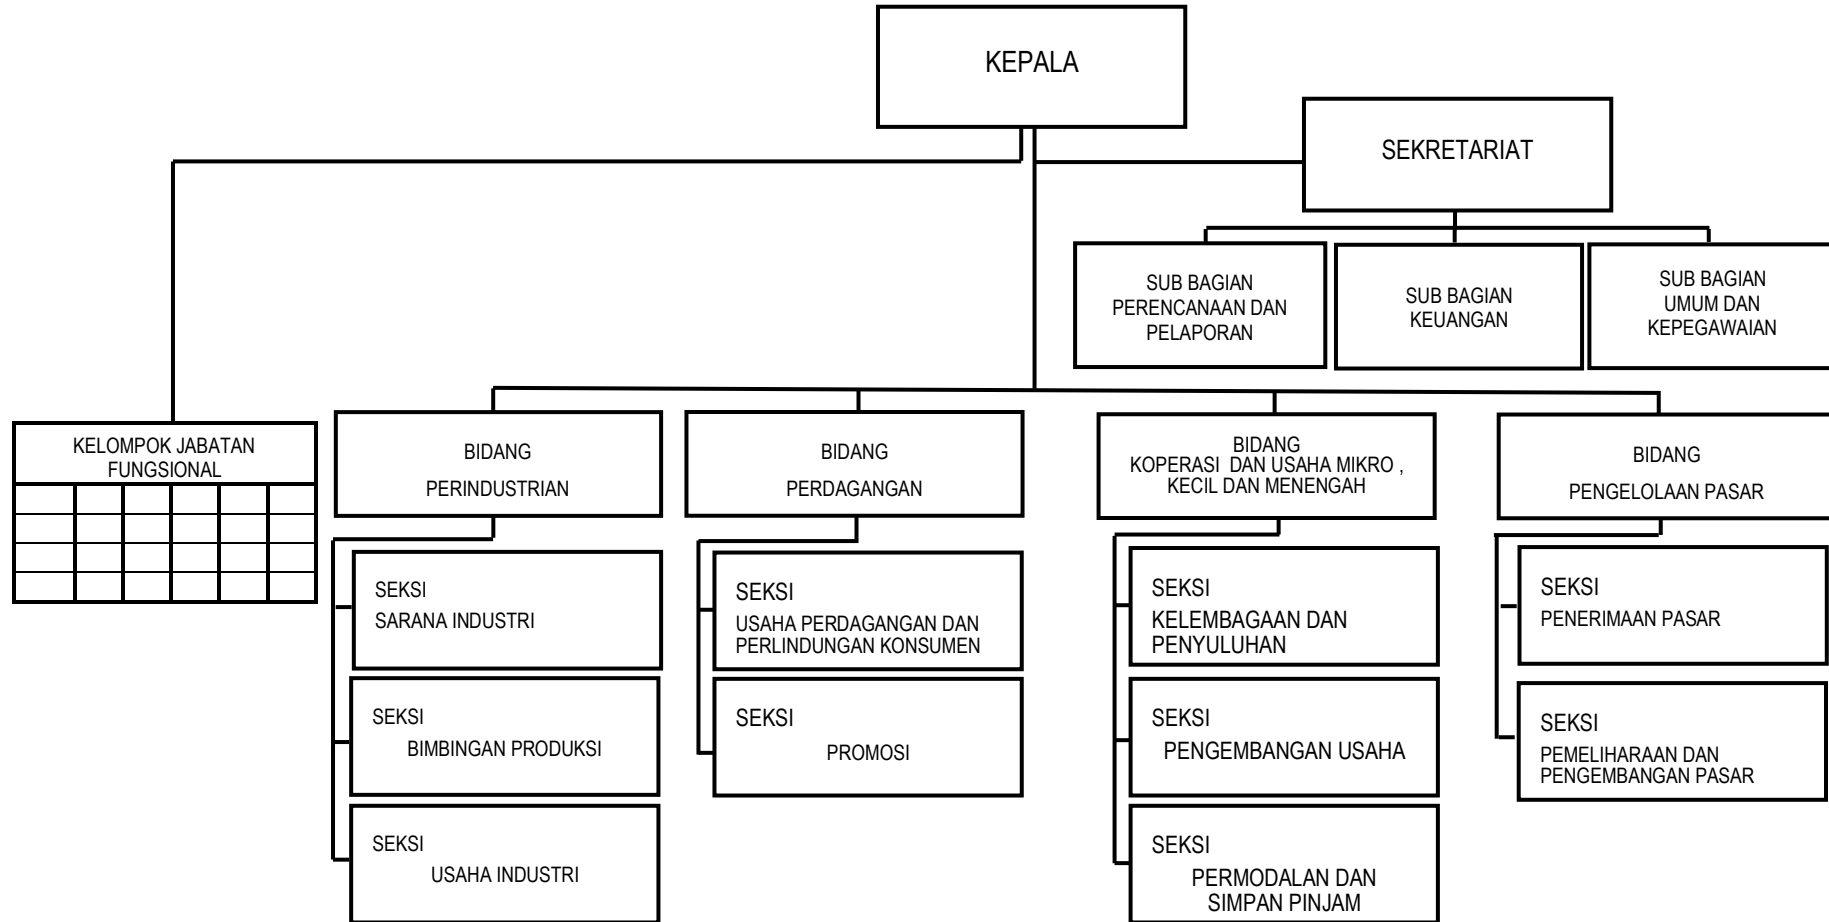 KEPALA
SEKRETARIAT
SUB BAGIAN
PERENCANAAN DAN
PELAPORAN
SUB BAGIAN
KEUANGAN
SUB BAGIAN
UMUM DAN
KEPEGAWAIAN
KELOMPOK JABATAN
FUNGSIONAL
BIDANG
PERINDUSTRIAN
BIDANG
PERDAGANGAN
BIDANG
KOPERASI DAN USAHA MIKRO ,
KECIL DAN MENENGAH
BIDANG
PENGELOLAAN PASAR
SEKSI
SARANA INDUSTRI
SEKSI
BIMBINGAN PRODUKSI
SEKSI
USAHA INDUSTRI
SEKSI
USAHA PERDAGANGAN DAN
PERLINDUNGAN KONSUMEN
SEKSI
PROMOSI
SEKSI
KELEMBAGAAN DAN
PENYULUHAN
SEKSI
PENGEMBANGAN USAHA
SEKSI
PERMODALAN DAN
SIMPAN PINJAM
SEKSI
PENERIMAAN PASAR
SEKSI
PEMELIHARAAN DAN
PENGEMBANGAN PASAR